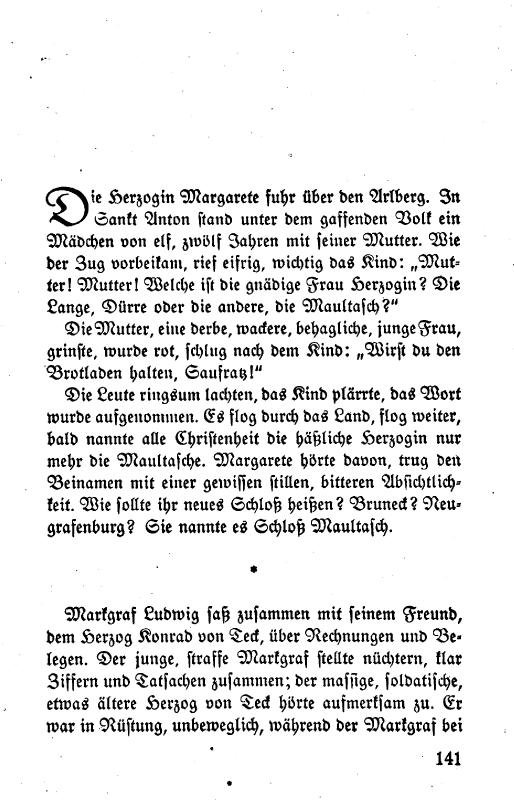 Die Herzogin Margarete fuhr über den Arlberg. In
Sankt Anton stand unter dem gaffenden Volk ein
Mädchen von elf, zwölf Jahren mit seiner Mutter. Wie
der Zug vorbeikam, rief eifrig, wichtig das Kind: „Mut-
ter! Mutter! Welche ist die gnädige Frau Herzogin? Die
Lange, Dürre oder die andere, die Maultasch?“
Die Mutter, eine derbe, wackere, behagliche, junge Frau,
grinste, wurde rot, schlug nach dem Kind: „Wirst du den
Brotladen halten, Saufratz!“
Die Leute ringsum lachten, das Kind plärrte, das Wort
wurde aufgenommen. Es flog durch das Land, flog weiter,
bald nannte alle Christenheit die häßliche Herzogin nur
mehr die Maultasche. Margarete hörte davon, trug den
Beinamen mit einer gewissen stillen, bitteren Absichtlich-
keit. Wie sollte ihr neues Schloß heißen? Bruneck? Neu-
grafenburg? Sie nannte es Schloß Maultasch.
*
Markgraf Ludwig saß zusammen mit seinem Freund,
dem Herzog Konrad von Teck, über Rechnungen und Be-
legen. Der junge, straffe Markgraf stellte nüchtern, klar
Ziffern und Tatsachen zusammen; der massige, soldatische,
etwas ältere Herzog von Teck hörte aufmerksam zu. Er
war in Rüstung, unbeweglich, während der Markgraf bei
141